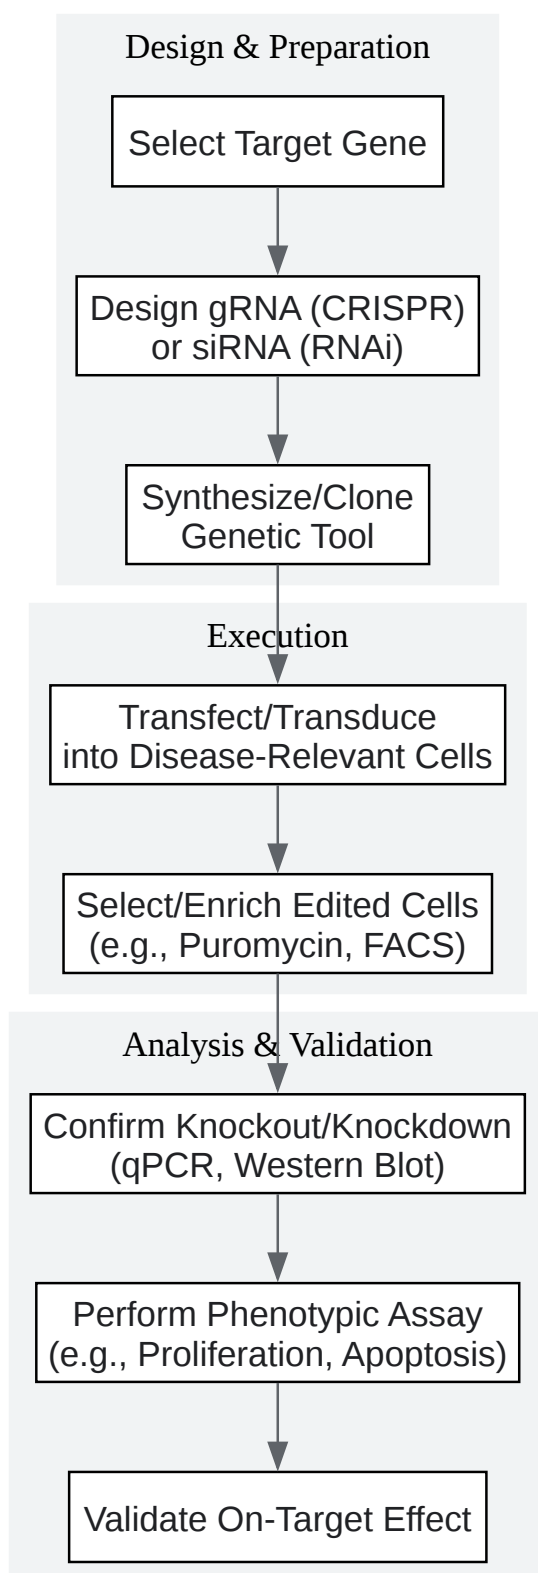 Design & Preparation
Select Target Gene
Design gRNA (CRISPR)
or siRNA (RNAi)
Synthesize/Clone
Genetic Tool
Execution
Transfect/Transduce
into Disease-Relevant Cells
Select/Enrich Edited Cells
(e.g., Puromycin, FACS)
Analysis & Validation
Confirm Knockout/Knockdown
(qPCR, Western Blot)
Perform Phenotypic Assay
(e.g., Proliferation, Apoptosis)
Validate On-Target Effect